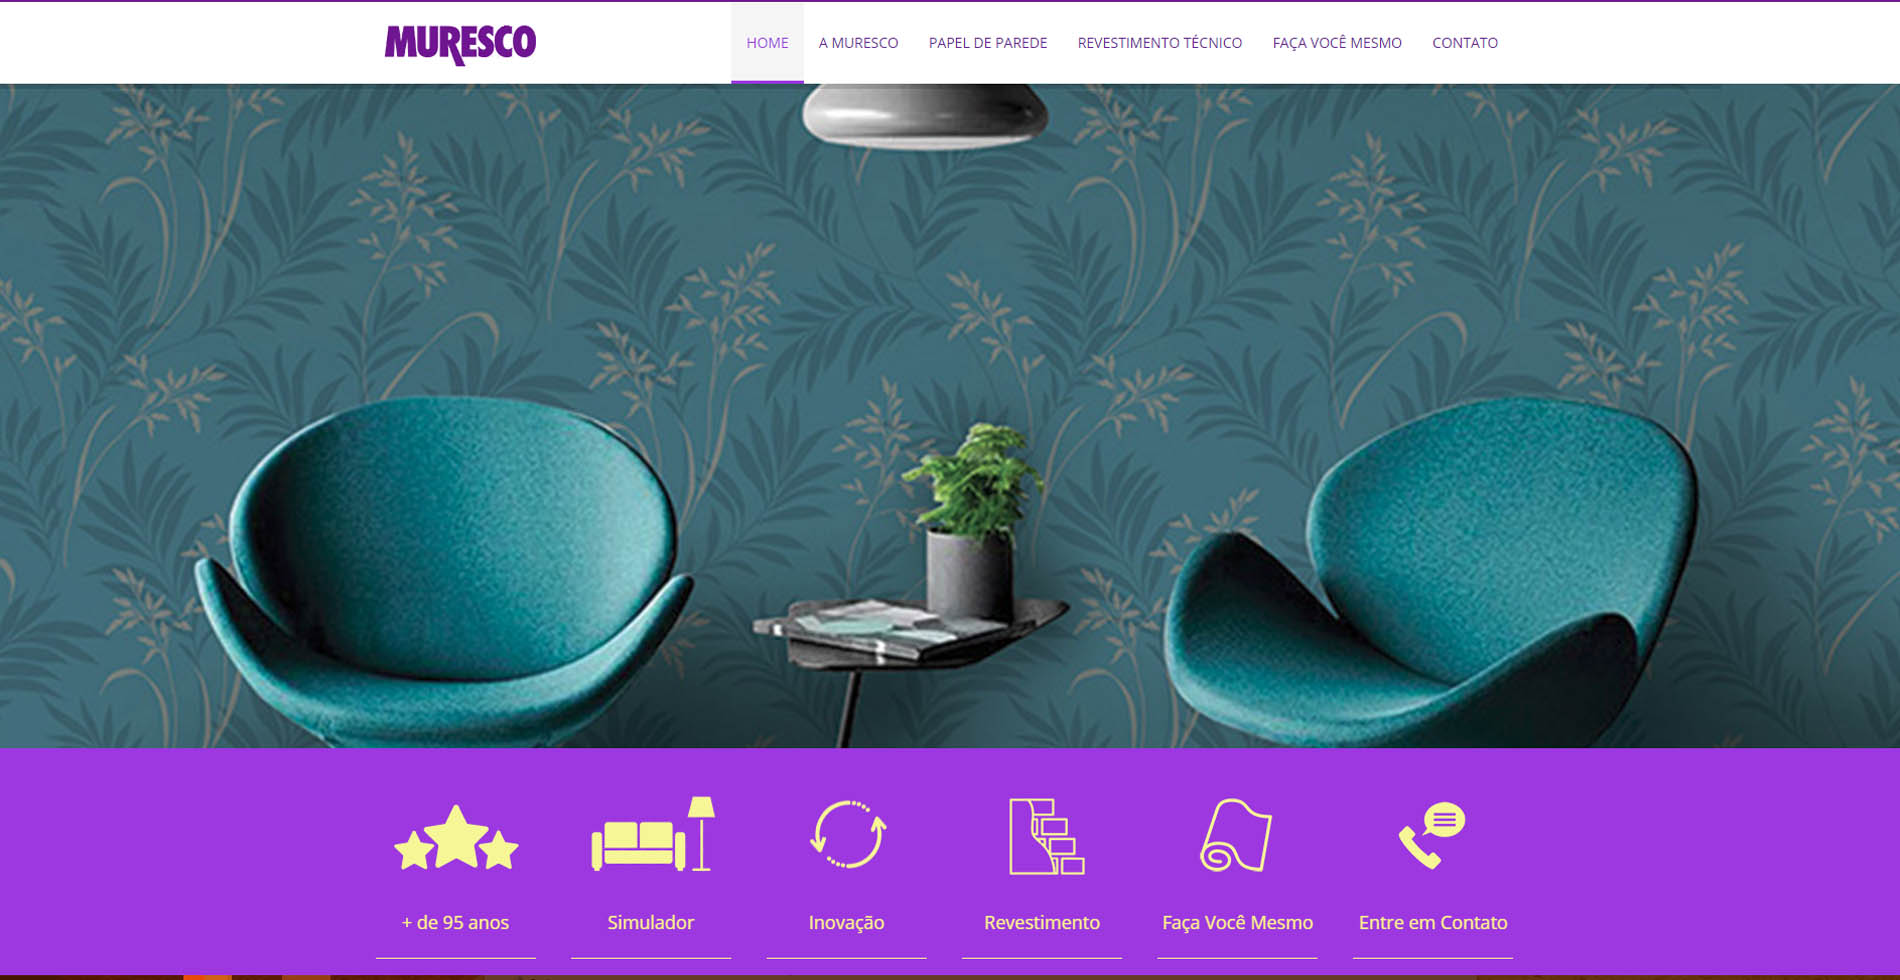 MURESCO
HOME A MURESCO PAPEL DE PAREDE REVESTIMENTO TÉCNICO FAÇA VOCÊ MESMO CONTATO
+ de 95 anos Simulador Inovação Revestimento Faça Você Mesmo Entre em Contato